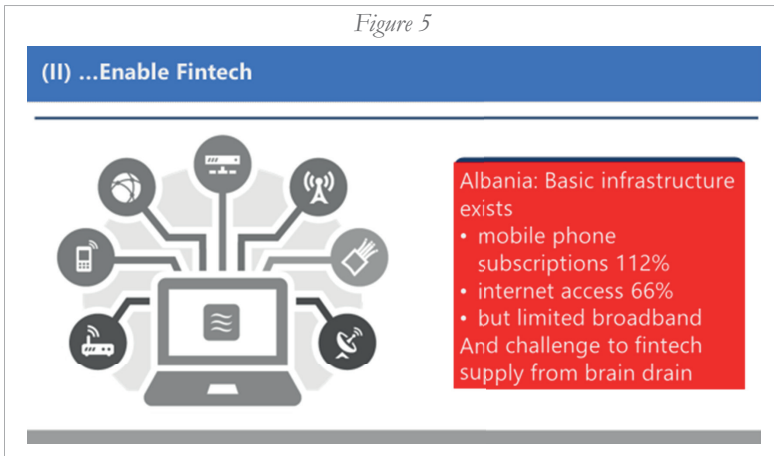 Figure 5
(II) ...Enable Fintech
Albania: Basic infrastructure
exists
• mobile phone
subscriptions 112%
• internet access 66%
• but limited broadband
And challenge to fintech
supply from brain drain